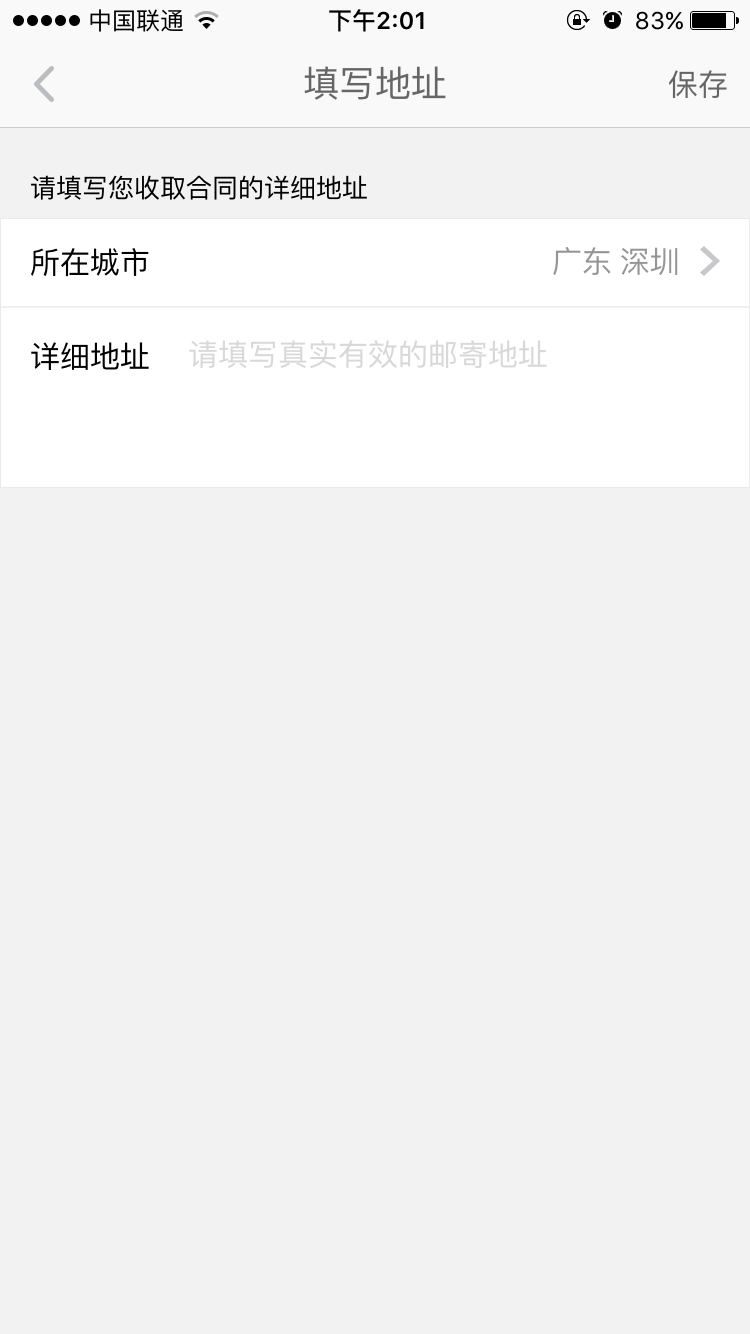 中国联通 下午2:01 83%
填写地址 保存
请填写您收取合同的详细地址
所在城市 广东 深圳
详细地址 请填写真实有效的邮寄地址